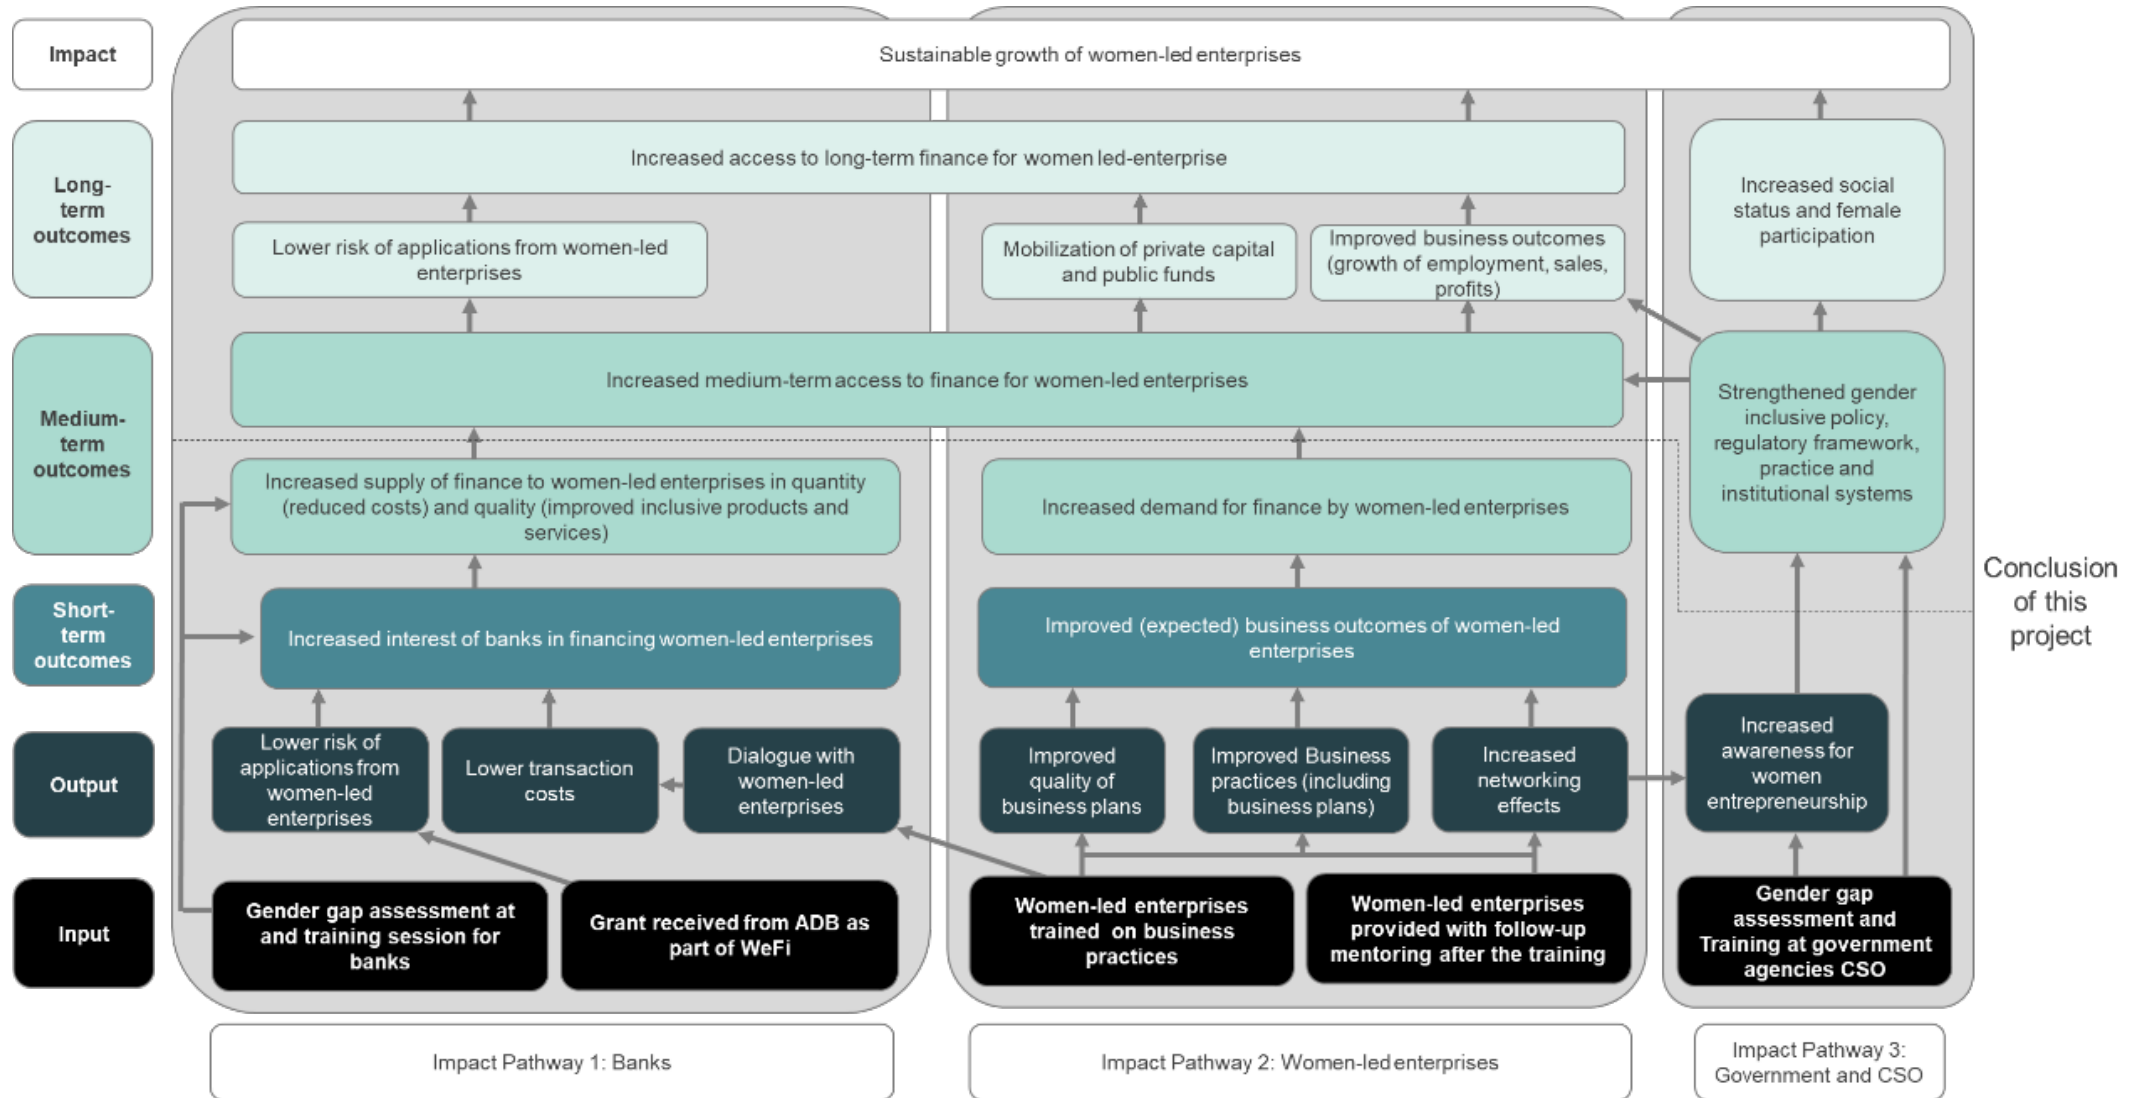 Impact
Sustainable growth of women-led enterprises
Long-
term
outcomes
Increased access to long-term finance for women led-enterprise
Increased social
status and female
participation
Lower risk of applications from women-led
enterprises
Mobilization of private capital
and public funds
Improved business outcomes
(growth of employment, sales,
profits)
Medium-
term
outcomes
Increased medium-term access to finance for women-led enterprises
Strengthened gender
inclusive policy,
regulatory framework,
practice and
institutional systems
Increased supply of finance to women-led enterprises in quantity
(reduced costs) and quality (improved inclusive products and
services)
Increased demand for finance by women-led enterprises
Conclusion
of this
project
Short-
term
outcomes
Increased interest of banks in financing women-led enterprises
Improved (expected) business outcomes of women-led
enterprises
Output
Lower risk of
applications from
women-led
enterprises
Lower transaction
costs
Dialogue with
women-led
enterprises
Improved
quality of
business plans
Improved Business
practices (including
business plans)
Increased
networking
effects
Increased
awareness for
women
entrepreneurship
Input
Gender gap assessment at
and training session for
banks
Grant received from ADB as
part of WeFi
Women-led enterprises
trained on business
practices
Women-led enterprises
provided with follow-up
mentoring after the training
Gender gap
assessment and
Training at government
agencies CSO
Impact Pathway 1: Banks
Impact Pathway 2: Women-led enterprises
Impact Pathway 3:
Government and CSO